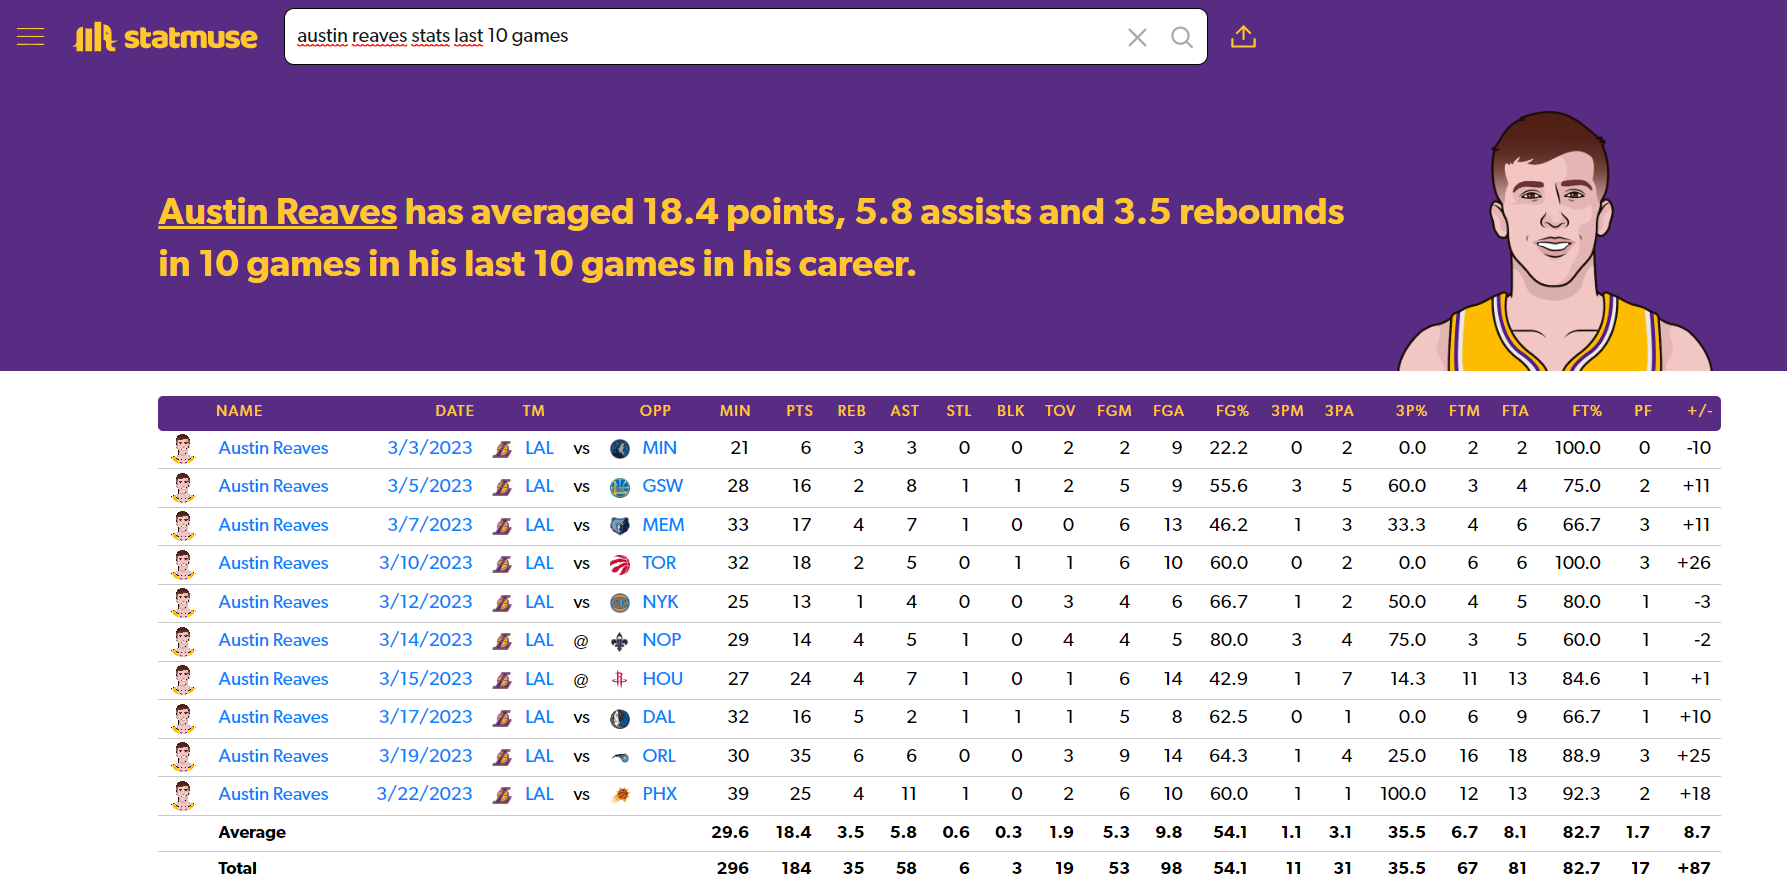 statmuse
austin reaves stats last 10 games
Austin Reaves has averaged 18.4 points, 5.8 assists and 3.5 rebounds
in 10 games in his last 10 games in his career.
NAME DATE TM OPP MIN PTS REB AST STL BLK TOV FGM FGA FG% 3PM 3PA 3P% FTM FTA FT% PF +/-
Austin Reaves 3/3/2023 LAL vs MIN 21 6 3 3 0 0 2 2 9 22.2 0 2 0.0 2 2 100.0 0 -10
Austin Reaves 3/5/2023 LAL vs GSW 28 16 2 8 1 1 2 5 9 55.6 3 5 60.0 3 4 75.0 2 +11
Austin Reaves 3/7/2023 LAL vs MEM 33 17 4 7 1 0 0 6 13 46.2 1 3 33.3 4 6 66.7 3 +11
Austin Reaves 3/10/2023 LAL vs TOR 32 18 2 5 0 1 1 6 10 60.0 0 2 0.0 6 6 100.0 3 +26
Austin Reaves 3/12/2023 LAL vs NYK 25 13 1 4 0 0 3 4 6 66.7 1 2 50.0 4 5 80.0 1 -3
Austin Reaves 3/14/2023 LAL @ NOP 29 14 4 5 1 0 4 4 5 80.0 3 4 75.0 3 5 60.0 1 -2
Austin Reaves 3/15/2023 LAL @ HOU 27 24 4 7 1 0 1 6 14 42.9 1 7 14.3 11 13 84.6 1 +1
Austin Reaves 3/17/2023 LAL vs DAL 32 16 5 2 1 1 1 5 8 62.5 0 1 0.0 6 9 66.7 1 +10
Austin Reaves 3/19/2023 LAL vs ORL 30 35 6 6 0 0 3 9 14 64.3 1 4 25.0 16 18 88.9 3 +25
Austin Reaves 3/22/2023 LAL vs PHX 39 25 4 11 1 0 2 6 10 60.0 1 1 100.0 12 13 92.3 2 +18
Average 29.6 18.4 3.5 5.8 0.6 0.3 1.9 5.3 9.8 54.1 1.1 3.1 35.5 6.7 8.1 82.7 1.7 8.7
Total 296 184 35 58 6 3 19 53 98 54.1 11 31 35.5 67 81 82.7 17 +87